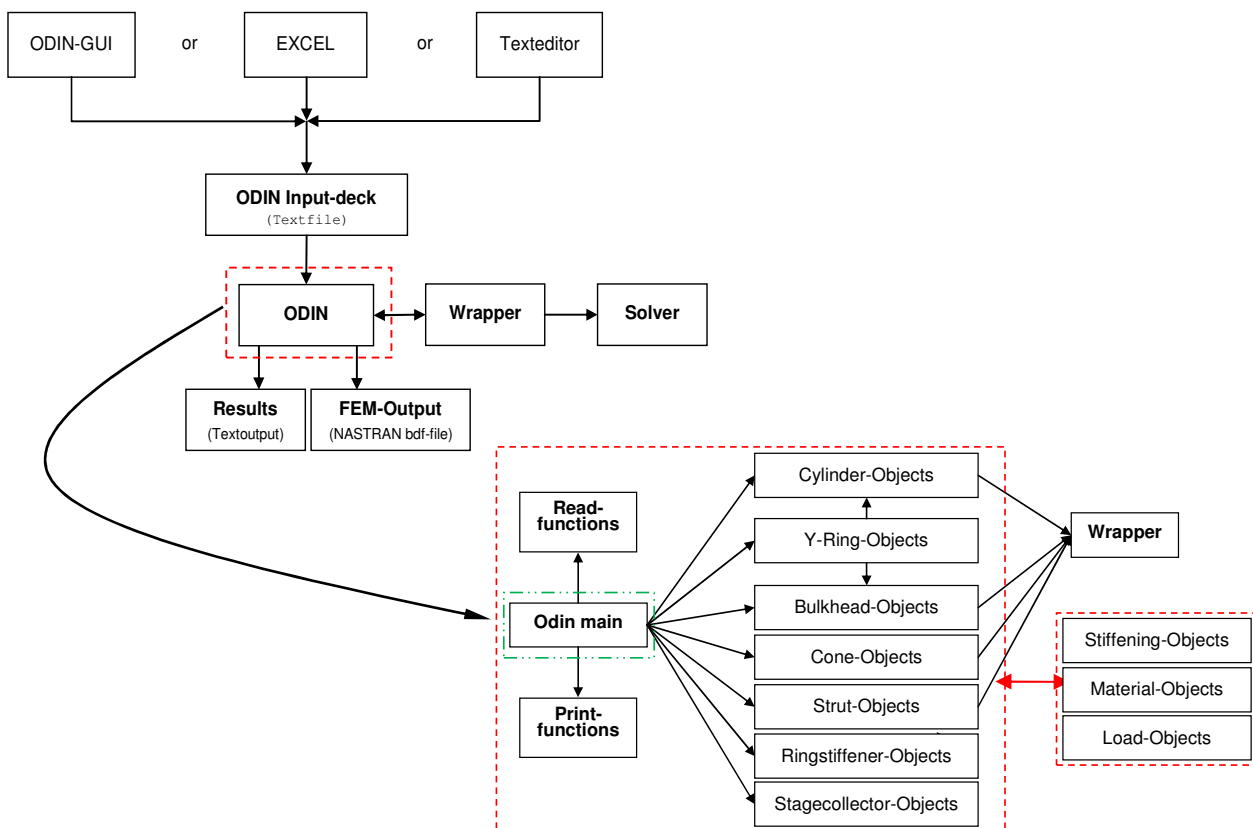 ODIN-GUI
or
EXCEL
or
Texteditor
ODIN Input-deck
(Textfile)
ODIN
Wrapper
Solver
Results
(Textoutput)
FEM-Output
(NASTRAN bdf-file)
Read-
functions
Odin main
Print-
functions
Cylinder-Objects
Y-Ring-Objects
Bulkhead-Objects
Cone-Objects
Strut-Objects
Ringstiffener-Objects
Stagecollector-Objects
Wrapper
Stiffening-Objects
Material-Objects
Load-Objects